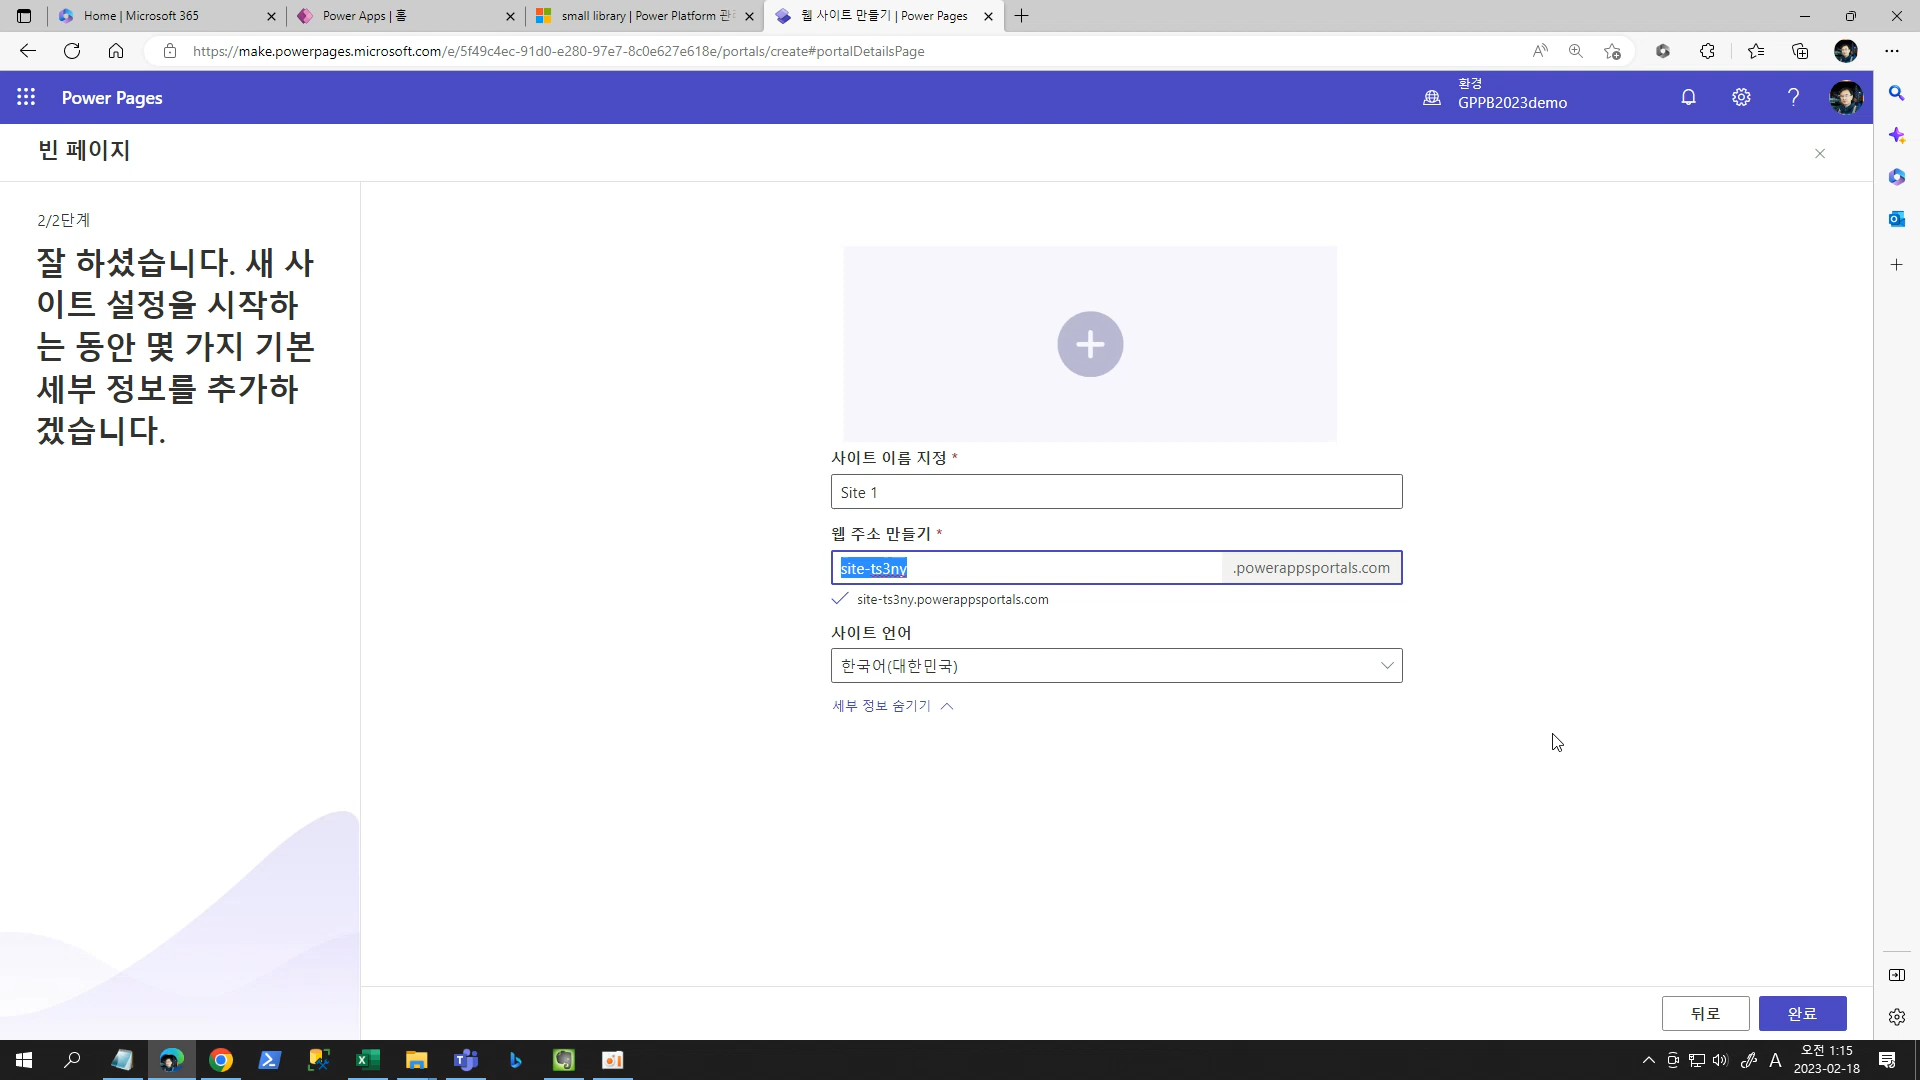 Home | Microsoft 365
Power Apps | 홈
small library | Power Platform 관
웹 사이트 만들기 | Power Pages
https://make.powerpages.microsoft.com/e/5f49c4ec-91d0-e280-97e7-8c0e627e618e/portals/create#portalDetailsPage
Power Pages
환경
GPPB2023demo
빈 페이지
2/2단계
잘 하셨습니다. 새 사
이트 설정을 시작하
는 동안 몇 가지 기본
세부 정보를 추가하
겠습니다.
사이트 이름 지정 *
Site 1
웹 주소 만들기 *
site-ts3ny
.powerappsportals.com
site-ts3ny.powerappsportals.com
사이트 언어
한국어(대한민국)
세부 정보 숨기기
뒤로
완료
A
오전 1:15
2023-02-18